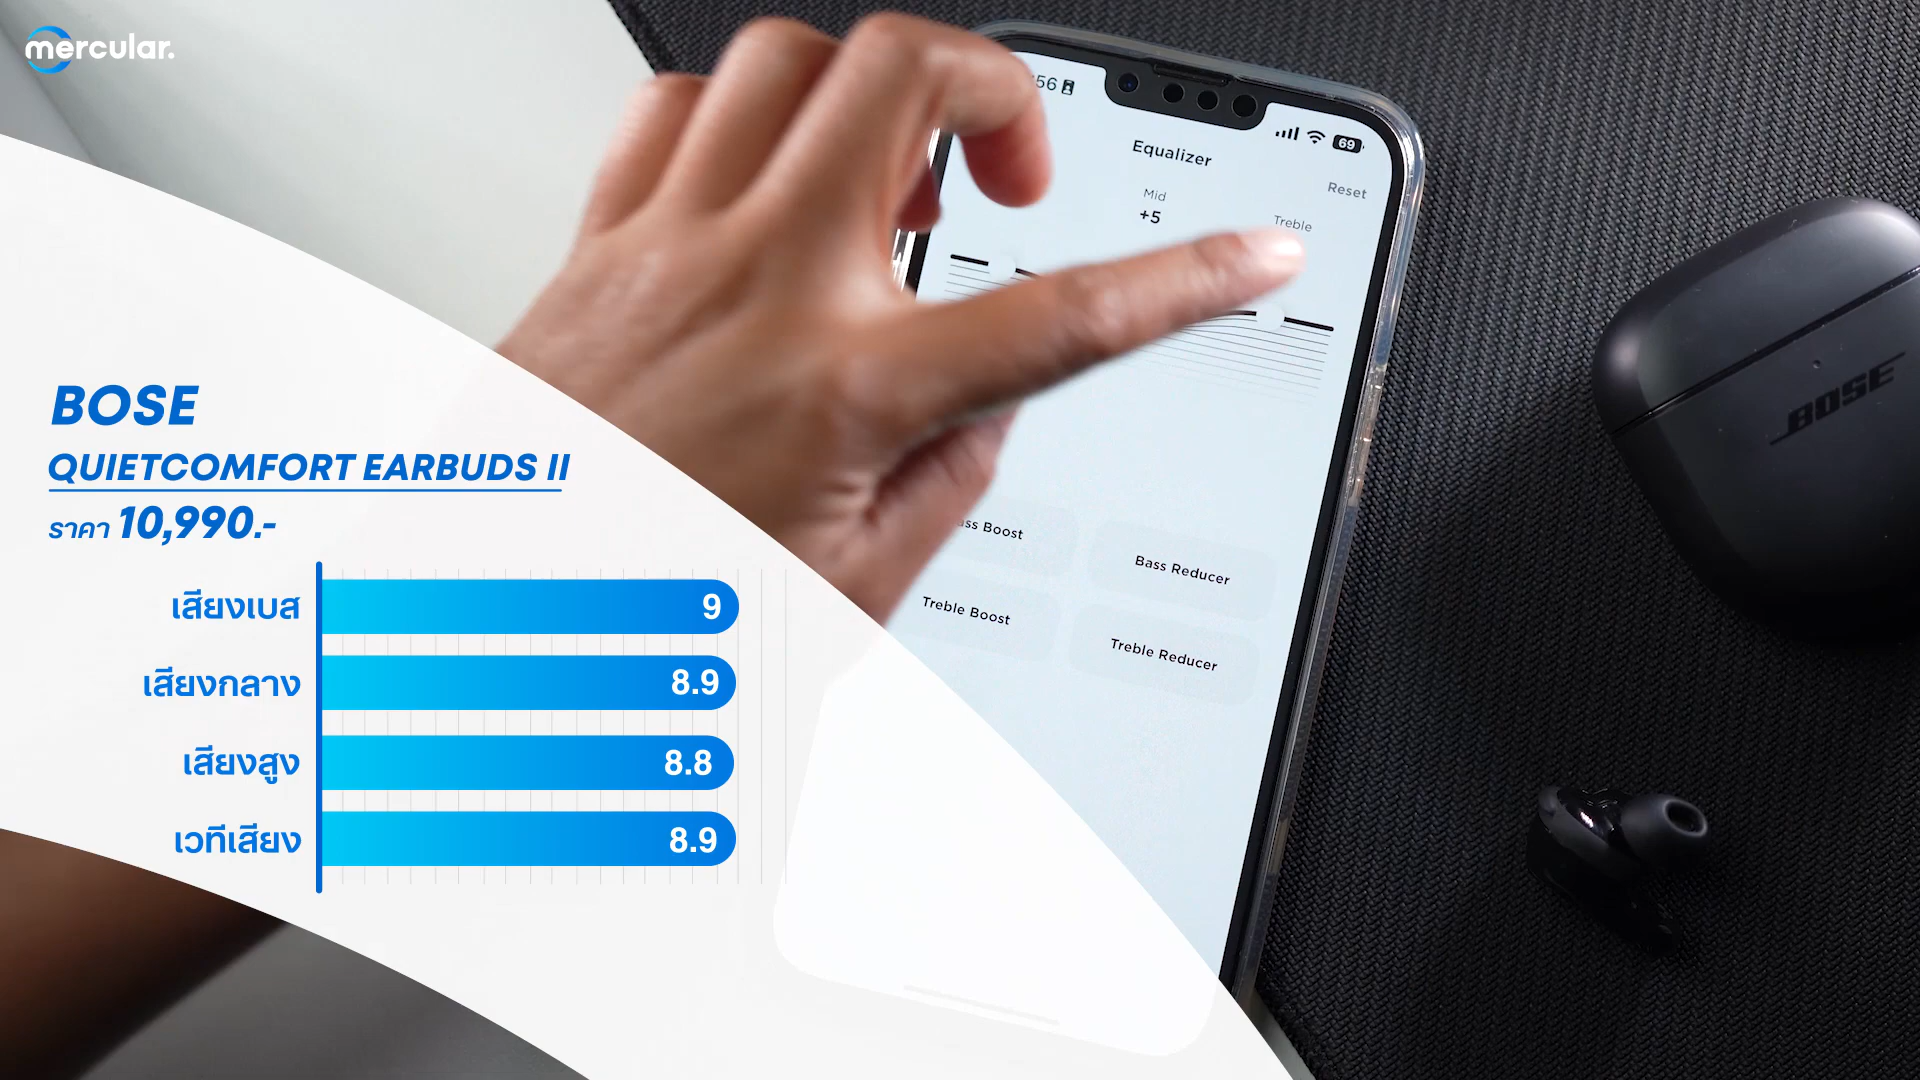 mercular.
56
69
Equalizer
Reset
Mid
+5
Treble
BOSE
BOSE
QUIETCOMFORT EARBUDS II
ราคา 10,990.-
Boost
Bass Reducer
Treble Boost
Treble Reducer
เสียงเบส 9
เสียงกลาง 8.9
เสียงสูง 8.8
เวทีเสียง 8.9